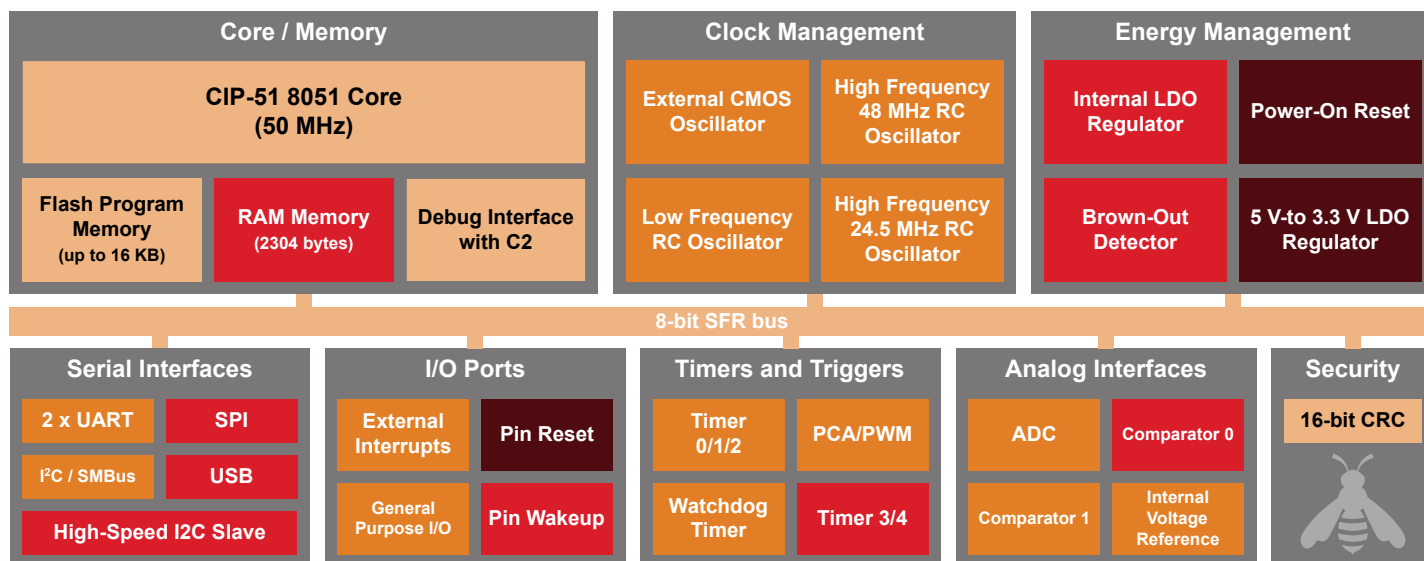 Core / Memory
CIP-51 8051 Core
(50 MHz)
Flash Program
Memory
(up to 16 KB)
RAM Memory
(2304 bytes)
Debug Interface
with C2
Clock Management
External CMOS
Oscillator
High Frequency
48 MHz RC
Oscillator
Low Frequency
RC Oscillator
High Frequency
24.5 MHz RC
Oscillator
Energy Management
Internal LDO
Regulator
Power-On Reset
Brown-Out
Detector
5 V-to 3.3 V LDO
Regulator
8-bit SFR bus
Serial Interfaces
2 x UART
SPI
I²C / SMBus
USB
High-Speed I2C Slave
I/O Ports
External
Interrupts
Pin Reset
General
Purpose I/O
Pin Wakeup
Timers and Triggers
Timer
0/1/2
PCA/PWM
Watchdog
Timer
Timer 3/4
Analog Interfaces
ADC
Comparator 0
Comparator 1
Internal
Voltage
Reference
Security
16-bit CRC